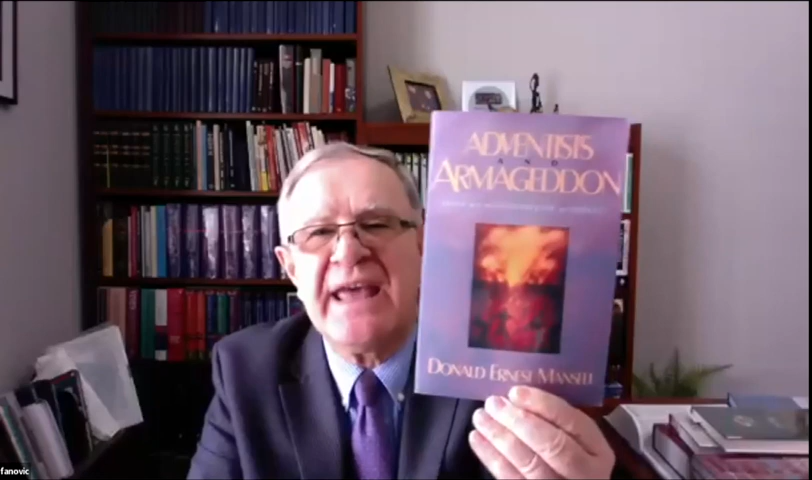 ADVENTISTS
AND
ARMAGEDDON
DONALD ERNEST MANSELL
fanovic